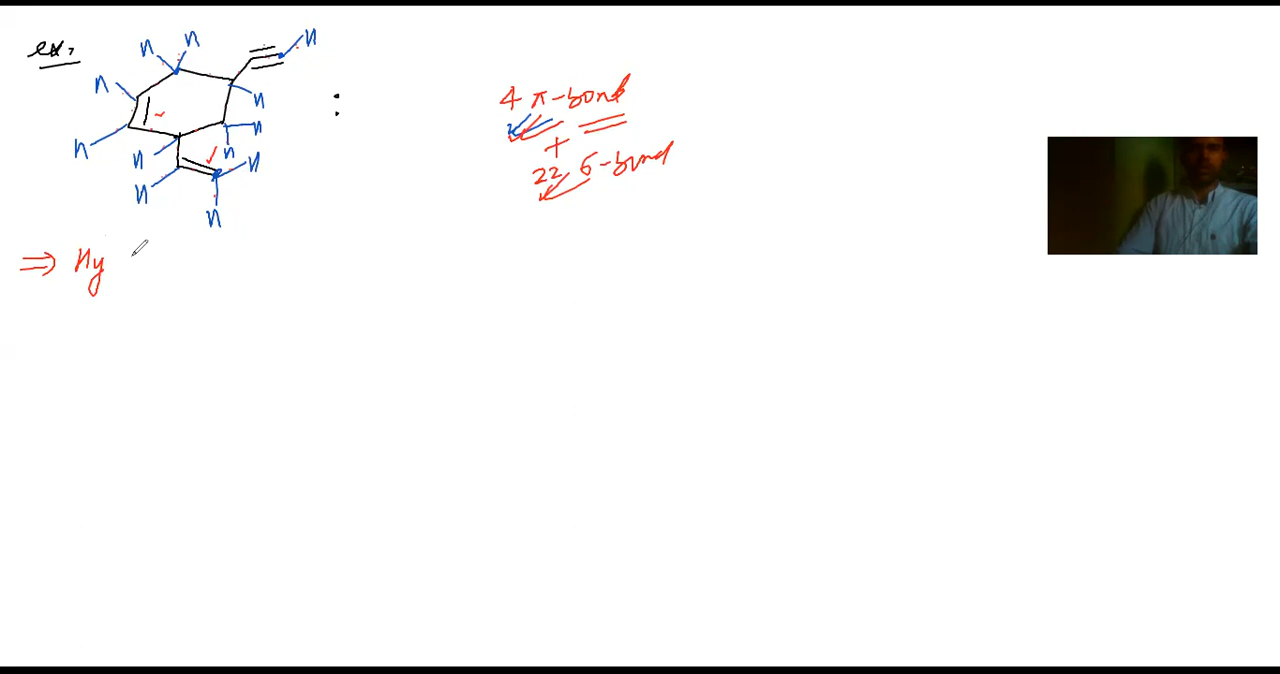 ex:
H H H
H
H
H H
H H H
H
H
:
4 π-bond
+
22 σ-bond
⇒ Hy